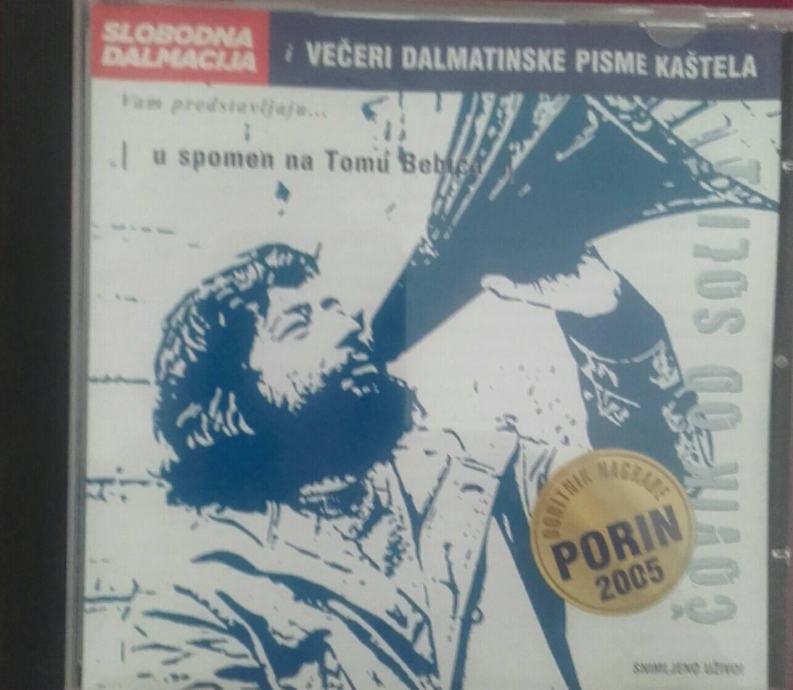 SLOBODNA
DALMACIJA
i VEČERI DALMATINSKE PISME KAŠTELA
Vam predstavljaju...
u spomen na Tomu Bebića
ČOVIK OD SOLITUDE
DOBITNIK NAGRADE
PORIN
2005
SNIMLJENO UŽIVO!